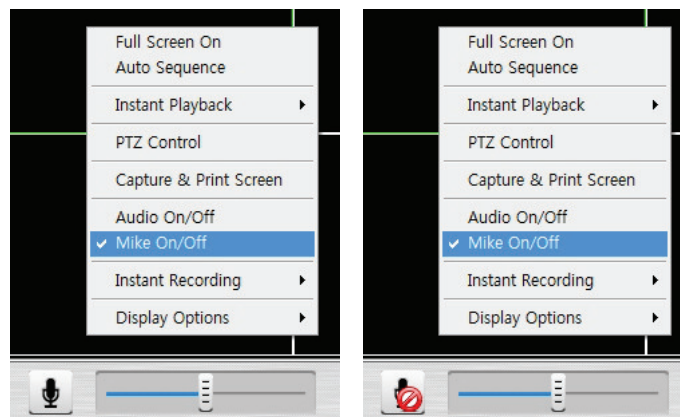 Full Screen On
Auto Sequence
Instant Playback
PTZ Control
Capture & Print Screen
Audio On/Off
Mike On/Off
Instant Recording
Display Options
Full Screen On
Auto Sequence
Instant Playback
PTZ Control
Capture & Print Screen
Audio On/Off
Mike On/Off
Instant Recording
Display Options